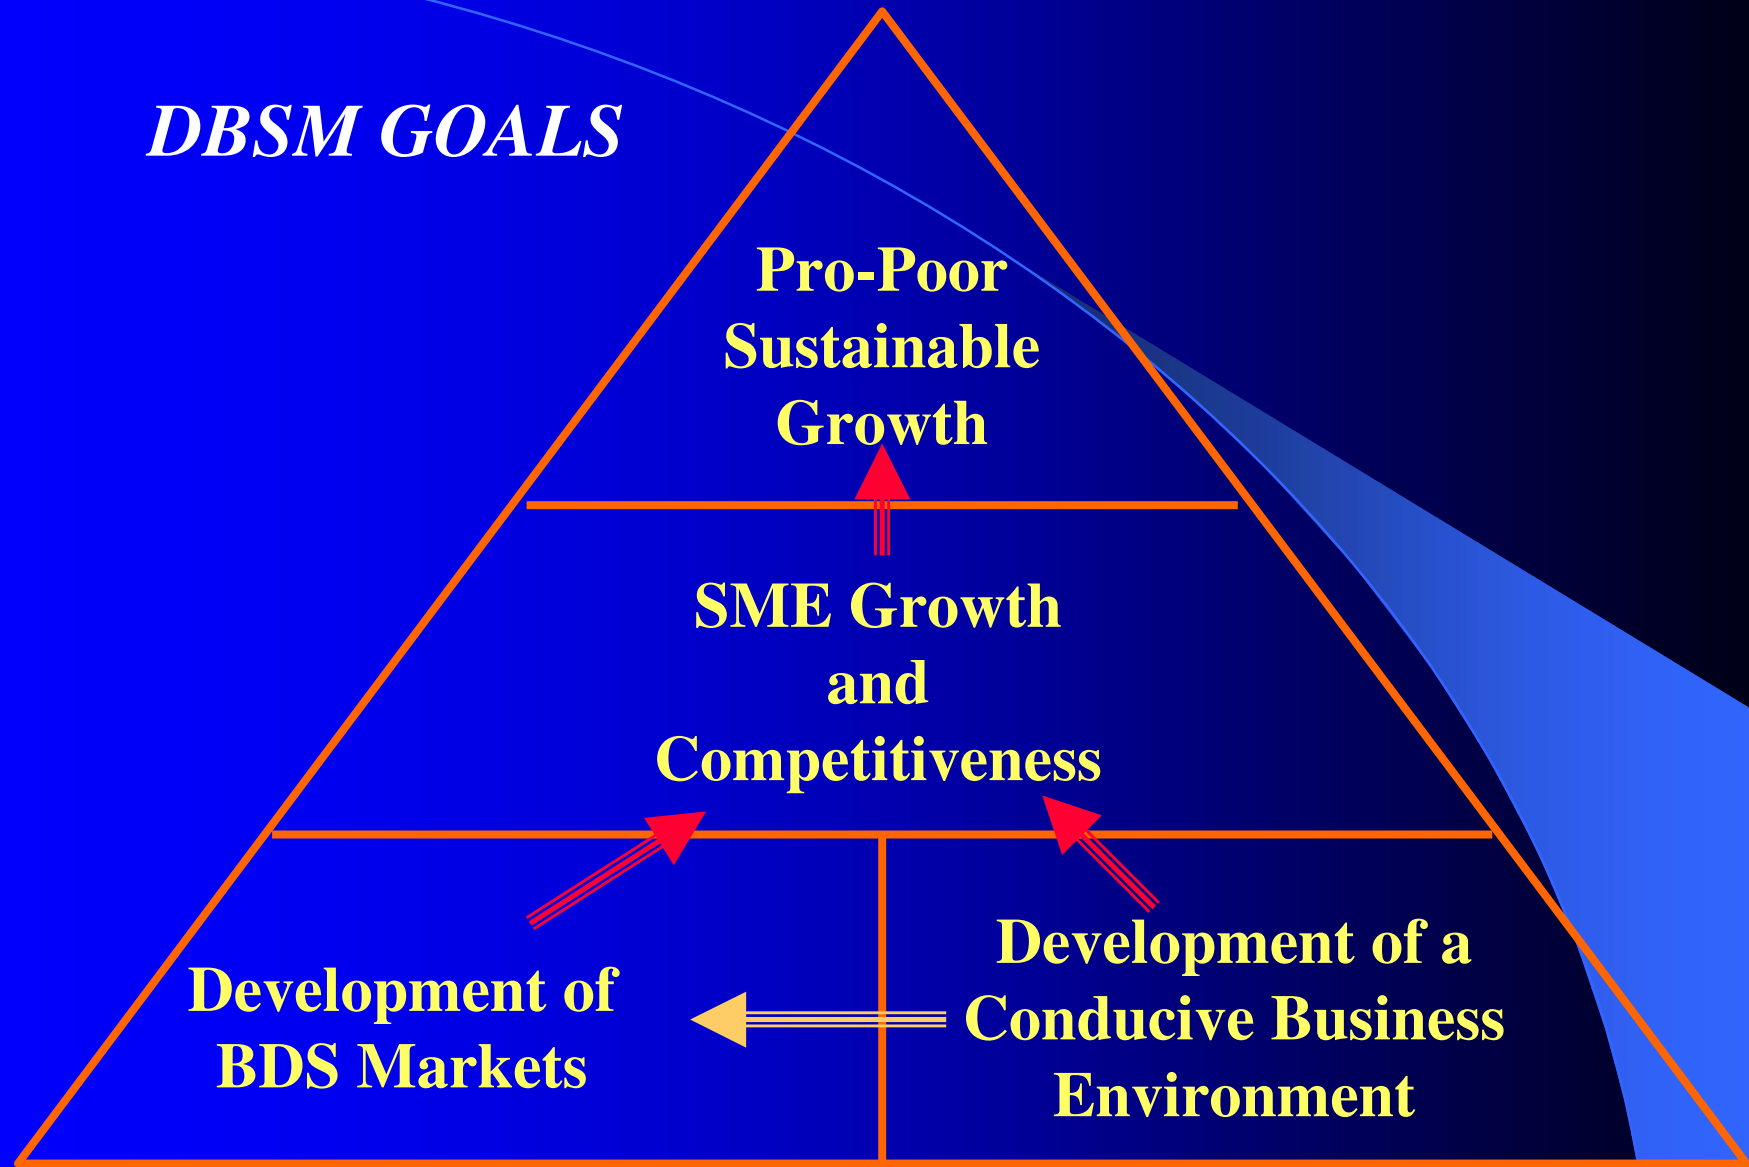 DBSM GOALS
Pro-Poor
Sustainable
Growth
SME Growth
and
Competitiveness
Development of
BDS Markets
Development of a
Conducive Business
Environment